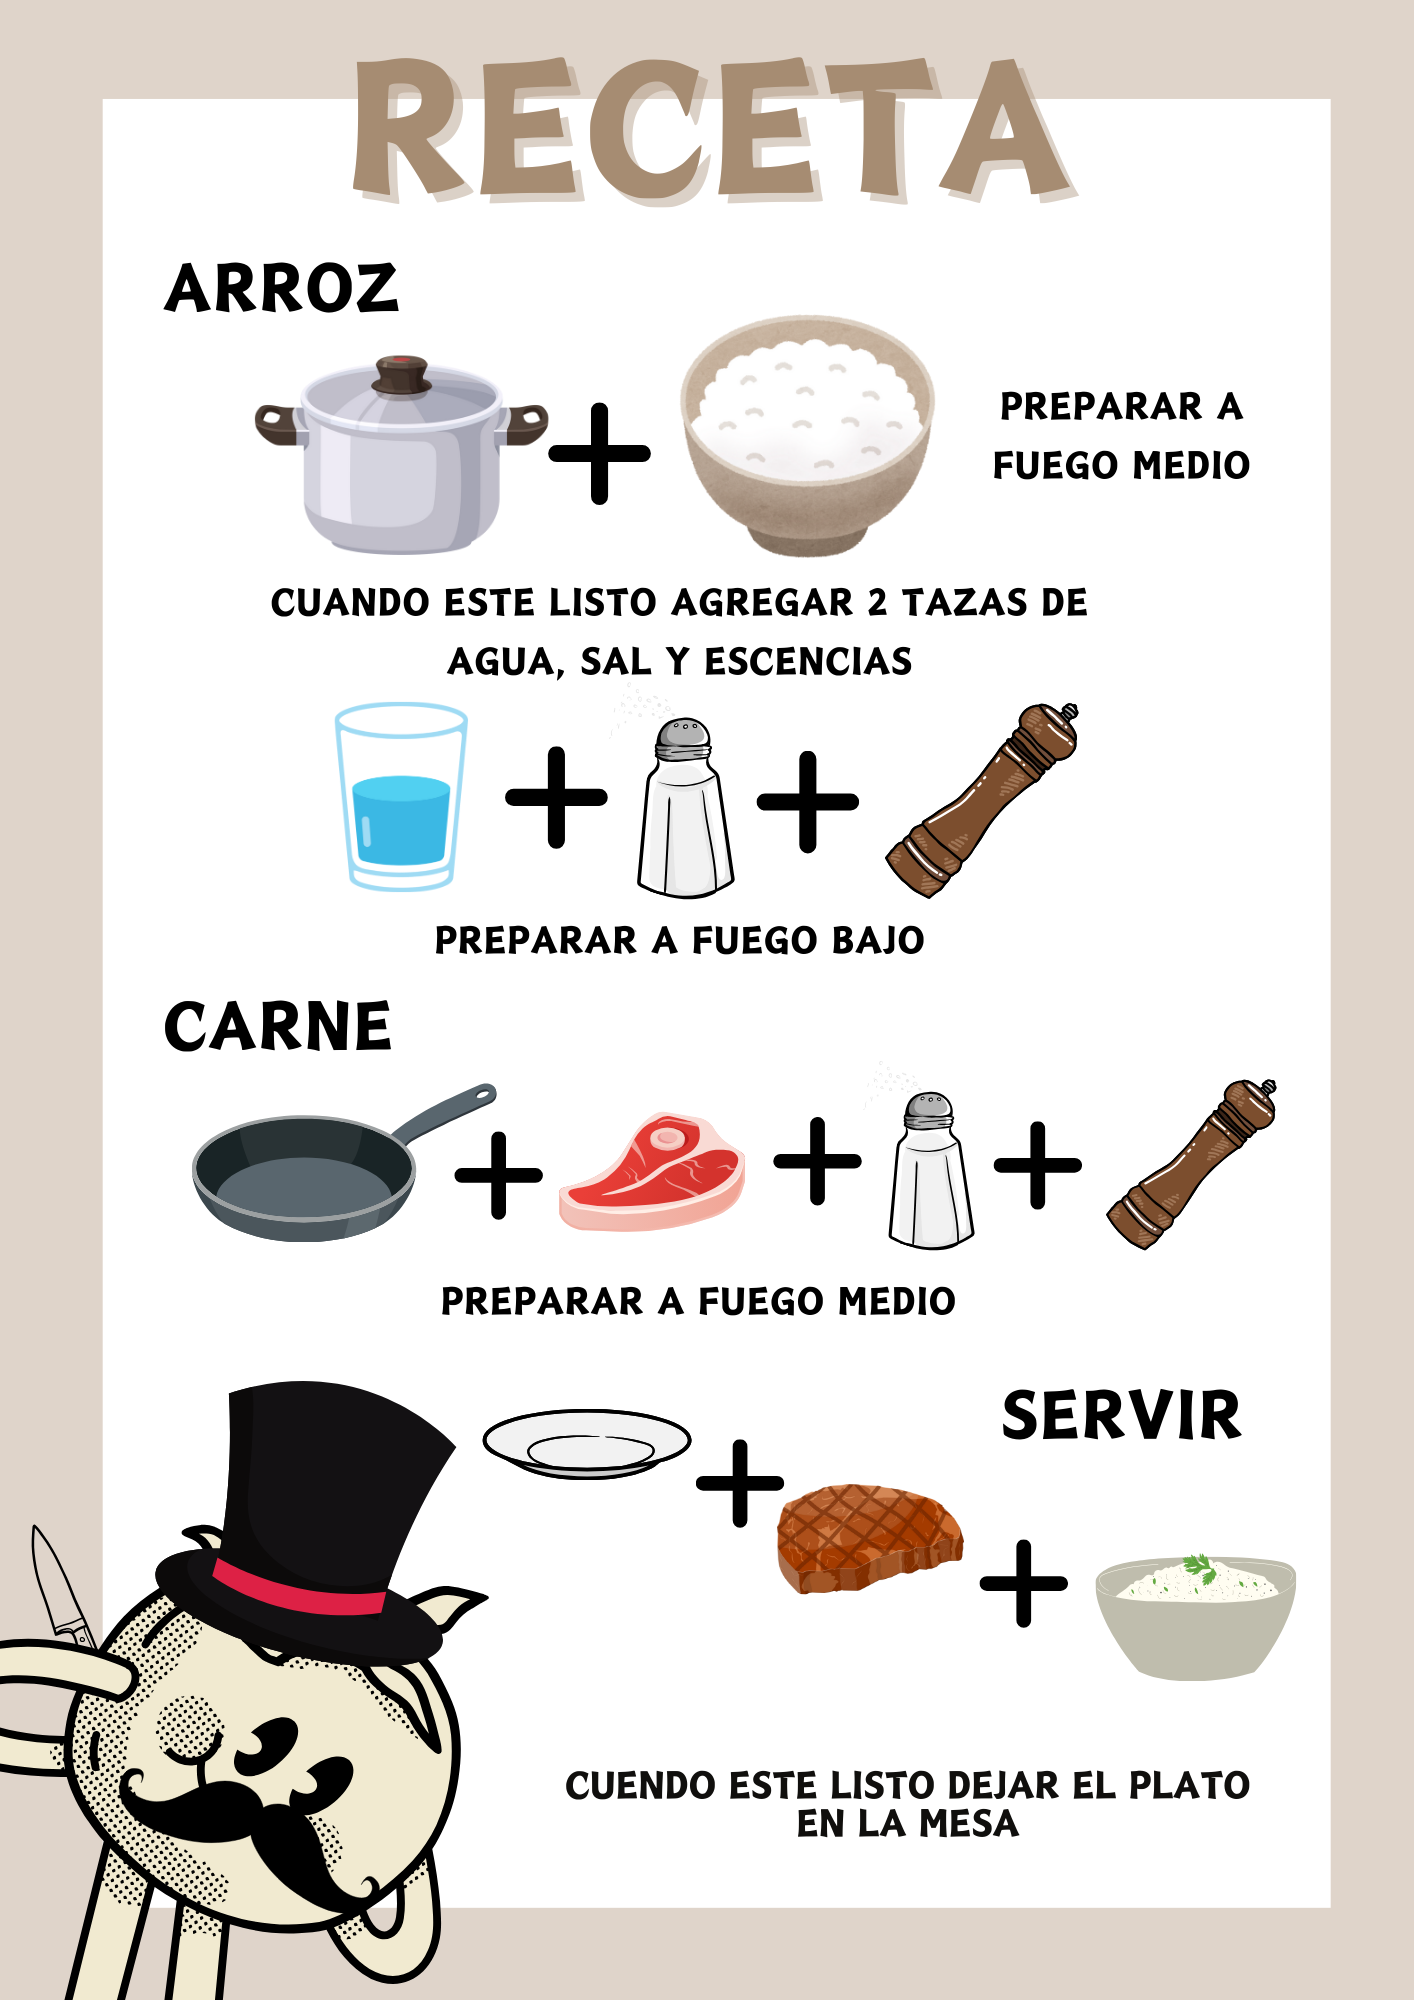 RECETA
ARROZ
PREPARAR A
FUEGO MEDIO
CUANDO ESTE LISTO AGREGAR 2 TAZAS DE
AGUA, SAL Y ESCENCIAS
PREPARAR A FUEGO BAJO
CARNE
PREPARAR A FUEGO MEDIO
SERVIR
CUENDO ESTE LISTO DEJAR EL PLATO
EN LA MESA